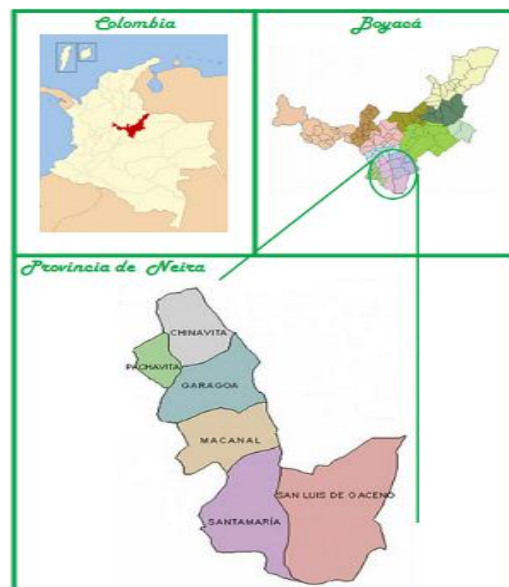 Colombia
Boyacá
Provincia de Neira
CHINAVITA
PACHAVITA
GARAGOA
MACANAL
SAN LUIS DE GACENO
SANTAMARÍA